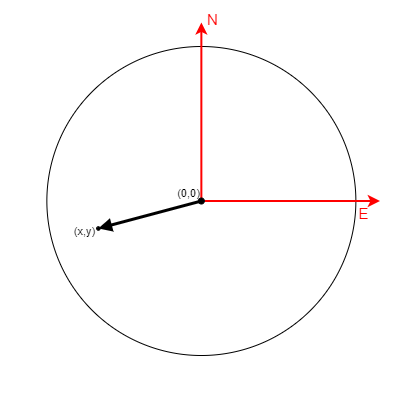 N
(0,0)
E
(x,y)